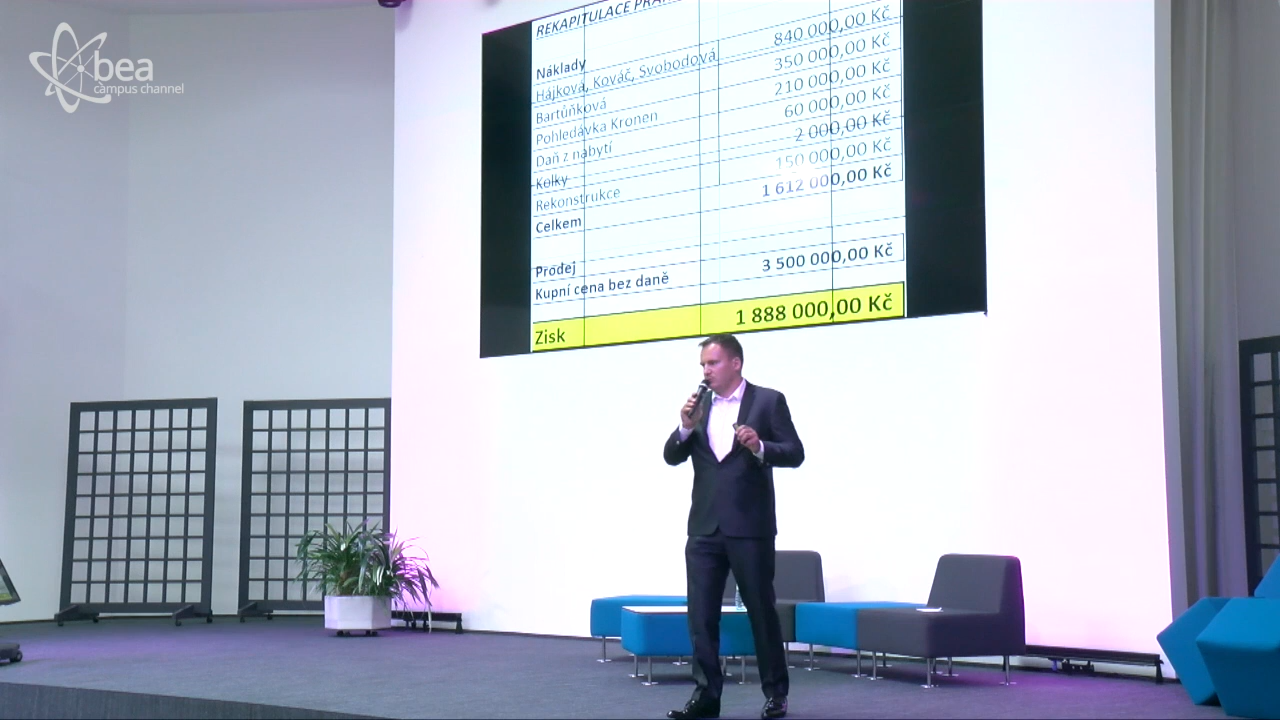 bea
campus channel
REKAPITULACE
Náklady
Hájková, Kováč, Svobodová 840 000,00 Kč
Bartůňková 350 000,00 Kč
Pohledávka Kronen 210 000,00 Kč
Daň z nabytí 60 000,00 Kč
Kolky 2 000,00 Kč
Rekonstrukce 150 000,00 Kč
Celkem 1 612 000,00 Kč
Prodej
Kupní cena bez daně 3 500 000,00 Kč
Zisk 1 888 000,00 Kč